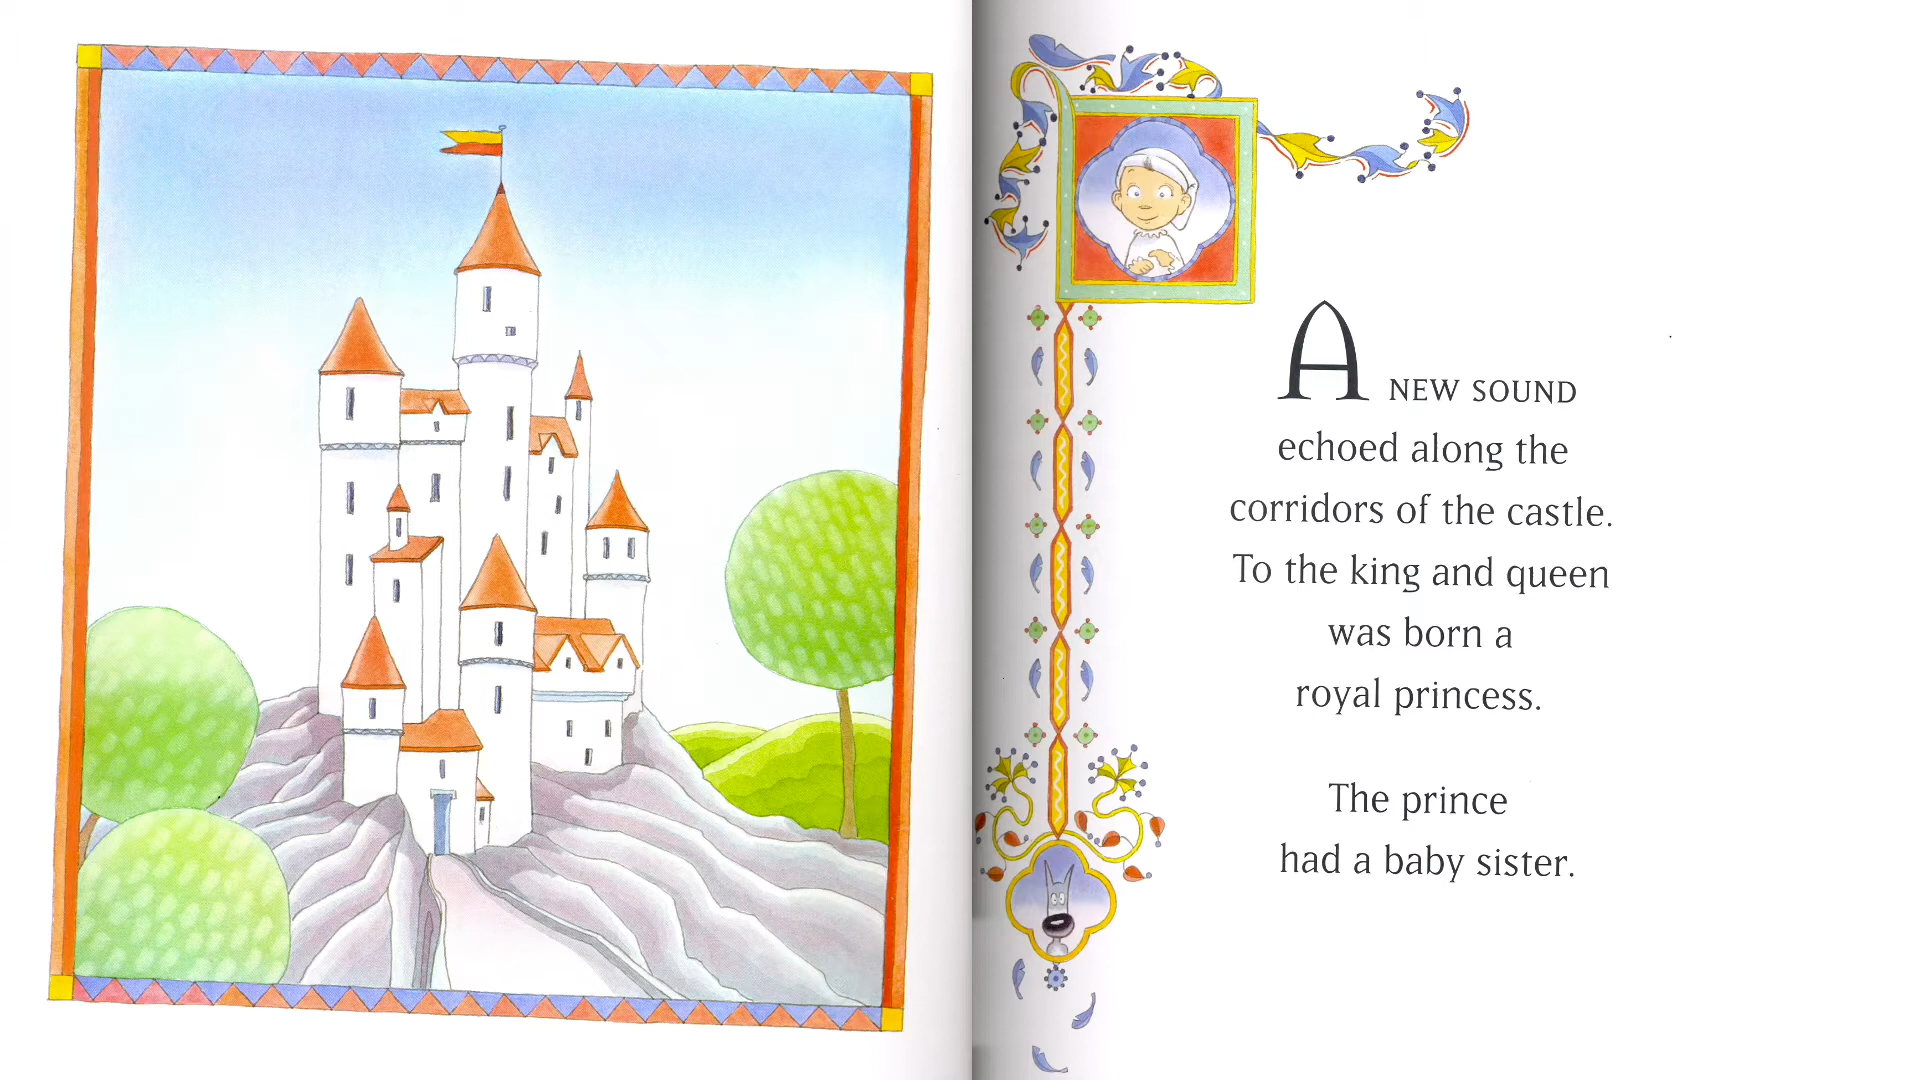 A NEW SOUND
echoed along the
corridors of the castle.
To the king and queen
was born a
royal princess.
The prince
had a baby sister.